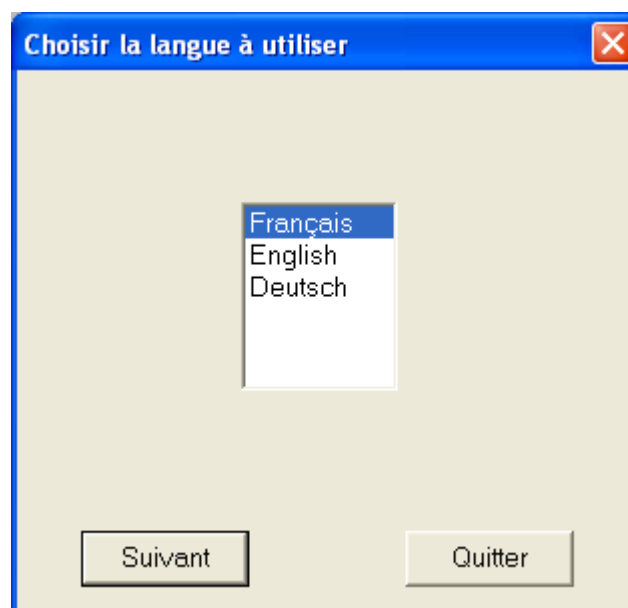 Choisir la langue à utiliser
Français
English
Deutsch
Suivant
Quitter